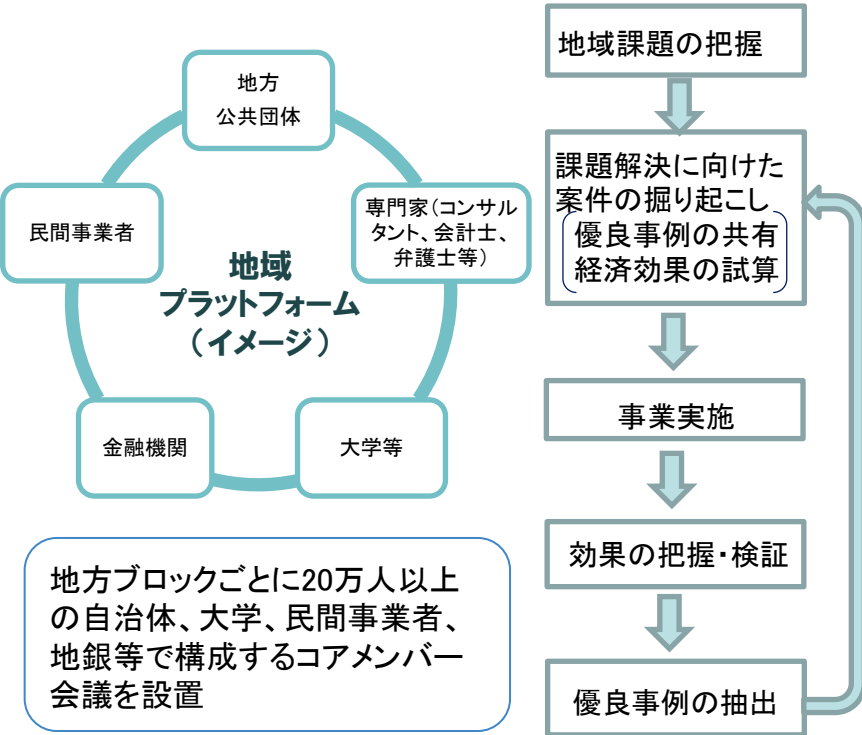 地方
公共団体
民間事業者
専門家(コンサル
タント、会計士、
弁護士等)
地域
プラットフォーム
(イメージ)
金融機関
大学等
地方ブロックごとに20万人以上
の自治体、大学、民間事業者、
地銀等で構成するコアメンバー
会議を設置
地域課題の把握
課題解決に向けた
案件の掘り起こし
優良事例の共有
経済効果の試算
事業実施
効果の把握・検証
優良事例の抽出